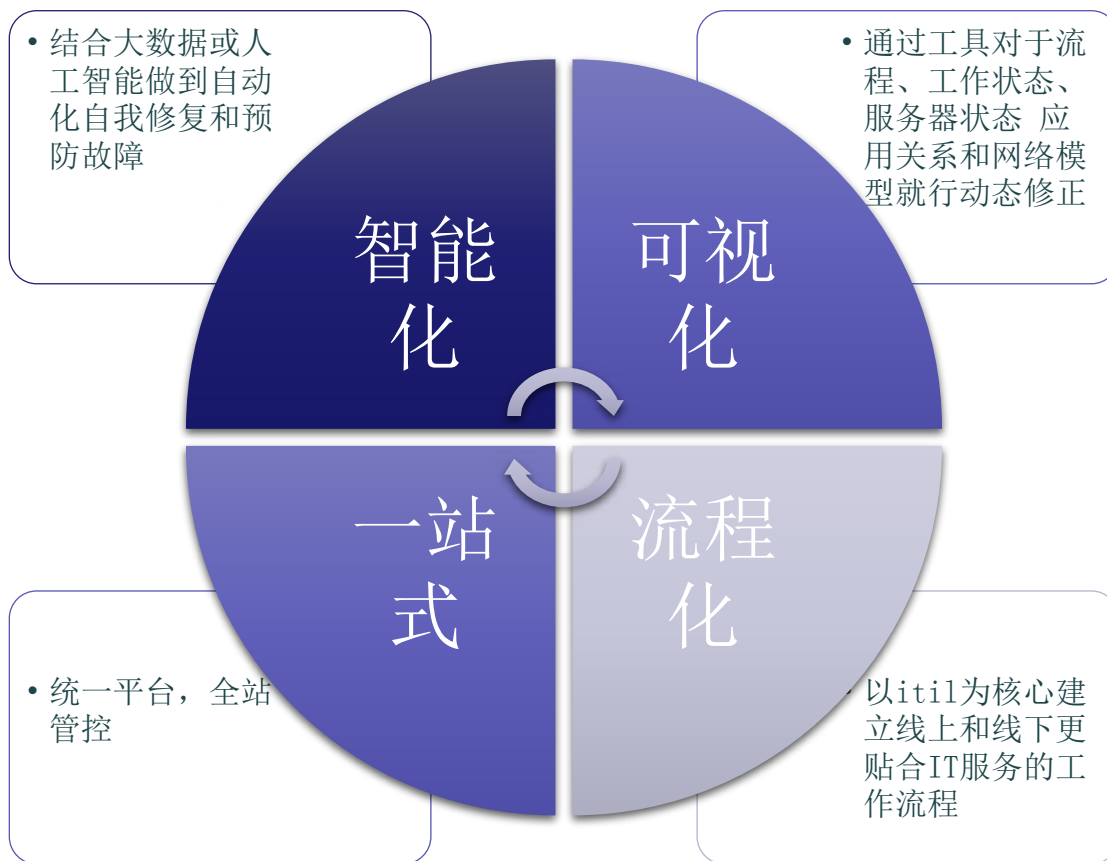 • 结合大数据或人
工智能做到自动
化自我修复和预
防故障
• 通过工具对于流
程、工作状态、
服务器状态 应
用关系和网络模
型就行动态修正
智能
化
可视
化
一站
式
流程
化
• 统一平台，全站
管控
• 以itil为核心建
立线上和线下更
贴合IT服务的工
作流程